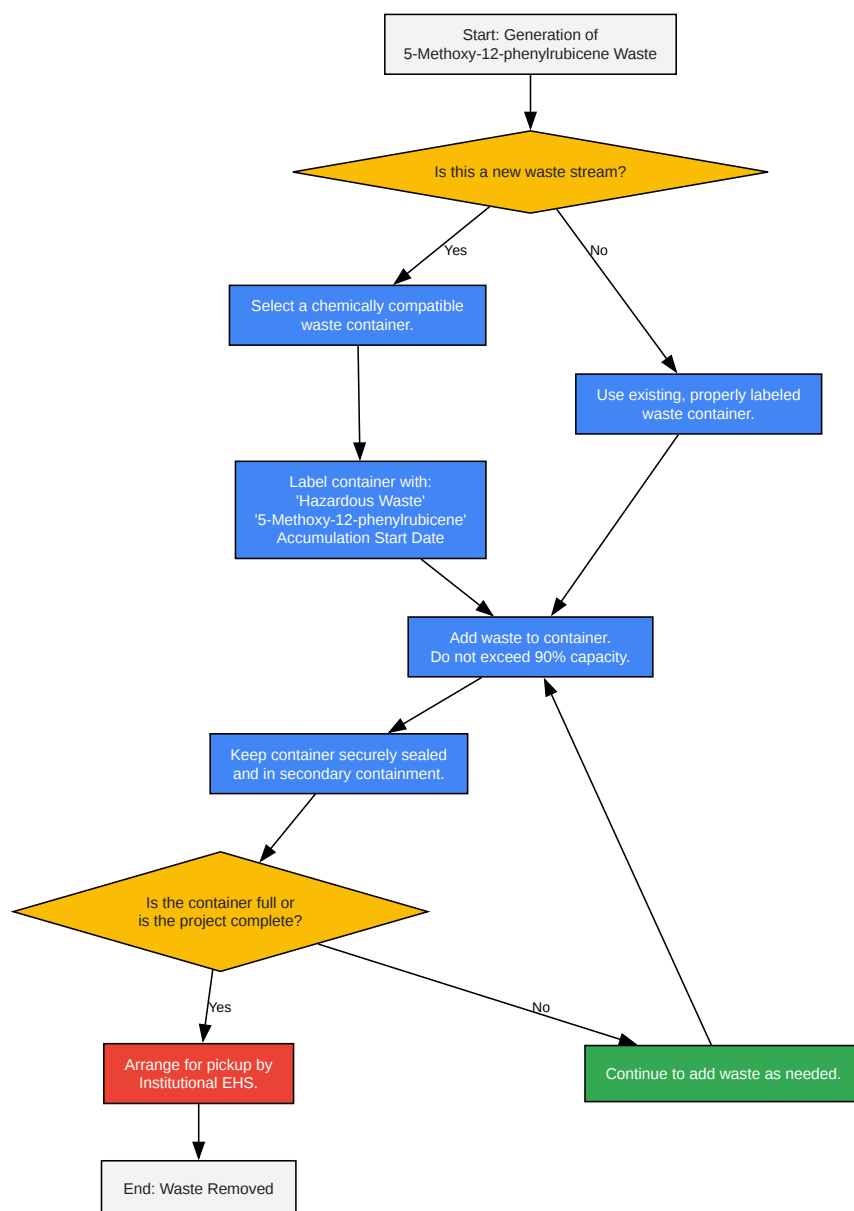 Start: Generation of
5-Methoxy-12-phenylrubicene Waste
Is this a new waste stream?
Yes
No
Select a chemically compatible
waste container.
Use existing, properly labeled
waste container.
Label container with:
'Hazardous Waste'
'5-Methoxy-12-phenylrubicene'
Accumulation Start Date
Add waste to container.
Do not exceed 90% capacity.
Keep container securely sealed
and in secondary containment.
Is the container full or
is the project complete?
Yes
No
Arrange for pickup by
Institutional EHS.
Continue to add waste as needed.
End: Waste Removed